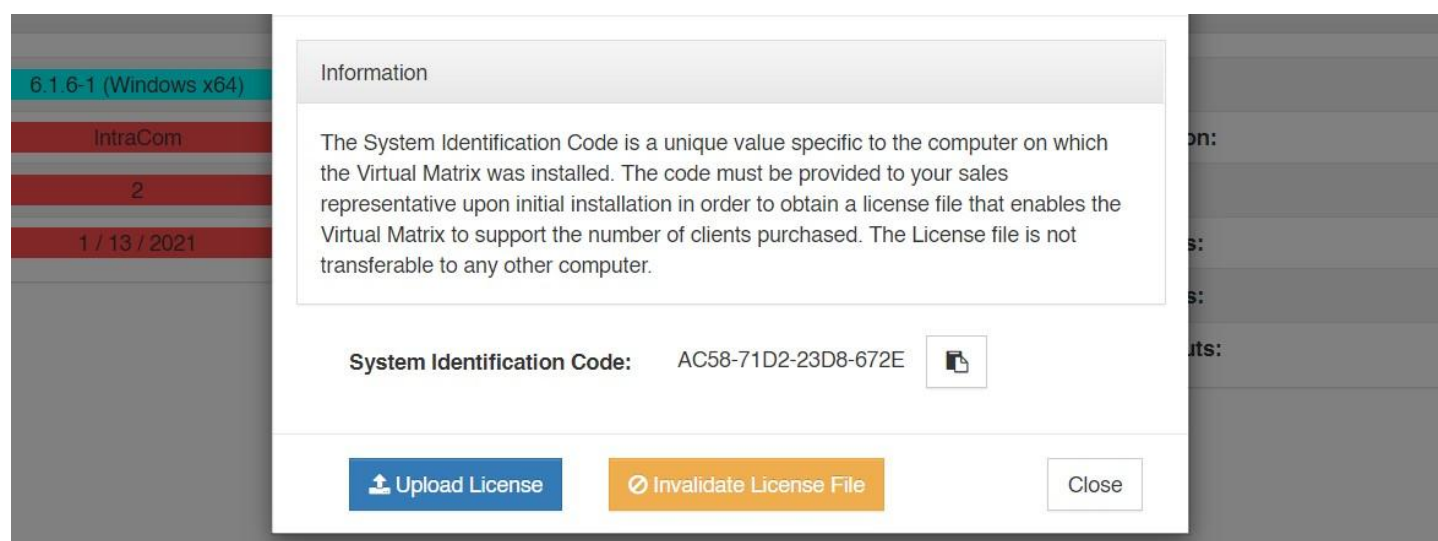 Information
6.1.6-1 (Windows x64)
IntraCom
2
1 / 13 / 2021
The System Identification Code is a unique value specific to the computer on which
the Virtual Matrix was installed. The code must be provided to your sales
representative upon initial installation in order to obtain a license file that enables the
Virtual Matrix to support the number of clients purchased. The License file is not
transferable to any other computer.
on:
s:
s:
uts:
System Identification Code: AC58-71D2-23D8-672E
Upload License
Invalidate License File
Close